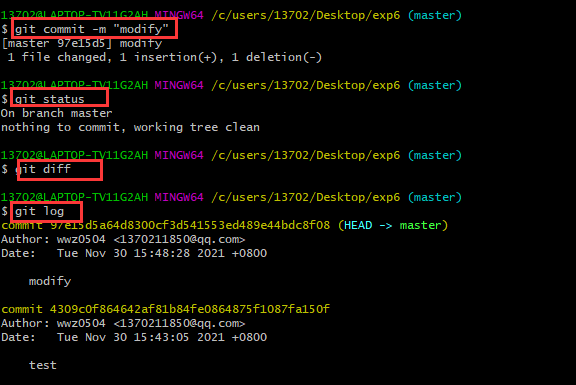 13702@LAPTOP-TV11G2AH MINGW64 /c/users/13702/Desktop/exp6 (master)
$ git commit -m "modify"
[master 97e15d5] modify
1 file changed, 1 insertion(+), 1 deletion(-)
13702@LAPTOP-TV11G2AH MINGW64 /c/users/13702/Desktop/exp6 (master)
$ git status
On branch master
nothing to commit, working tree clean
13702@LAPTOP-TV11G2AH MINGW64 /c/users/13702/Desktop/exp6 (master)
$ git diff
13702@LAPTOP-TV11G2AH MINGW64 /c/users/13702/Desktop/exp6 (master)
$ git log
commit 97e15d5a64d8300cf3d541553ed489e44bdc8f08 (HEAD -> master)
Author: wwz0504 <1370211850@qq.com>
Date:   Tue Nov 30 15:48:28 2021 +0800
modify
commit 4309c0f864642af81b84fe0864875f1087fa150f
Author: wwz0504 <1370211850@qq.com>
Date:   Tue Nov 30 15:43:05 2021 +0800
test